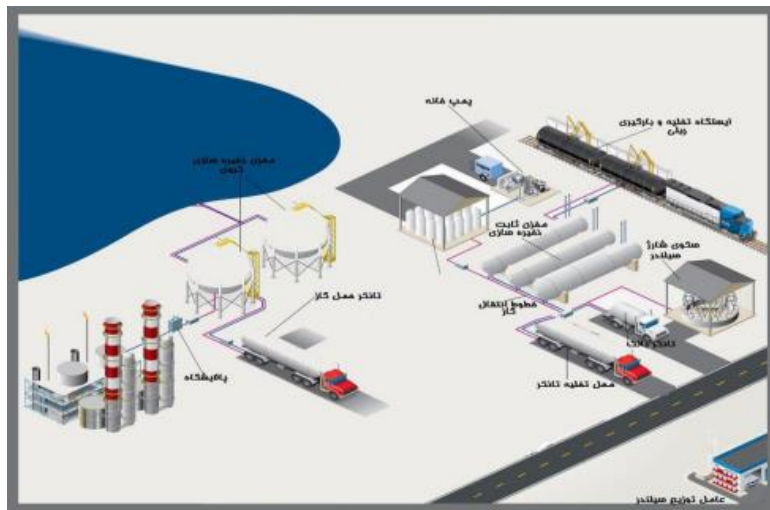 پمپ خانه
ایستگاه تخلیه و بارگیری
ریلی
مخزن ذخیره سازی
کروی
مخزن ثابت
ذخیره سازی
سکوی شارژ
سیلندر
تانکر حمل گاز
خطوط انتقال
گاز
تانکر
پالایشگاه
محل تخلیه تانکر
عامل توزیع سیلندر